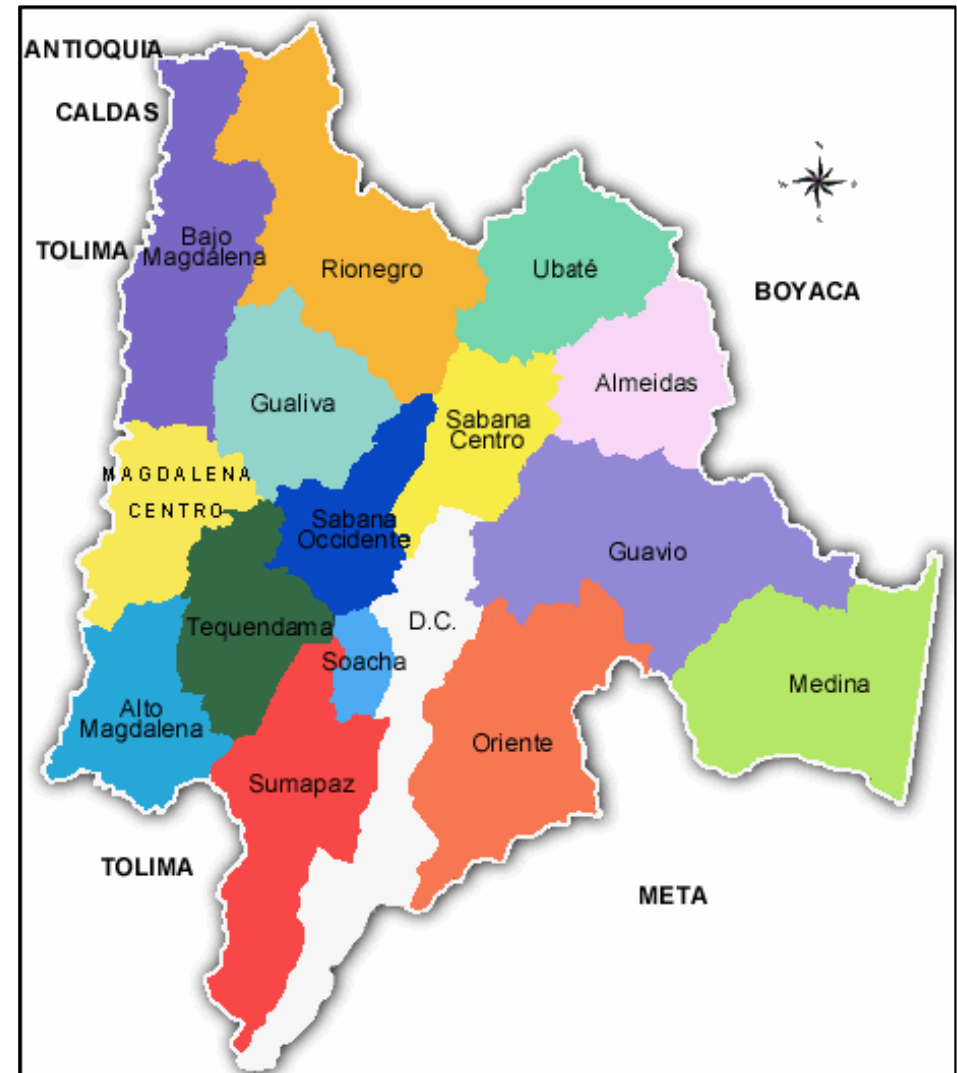 ANTIOQUIA
CALDAS
TOLIMA
Bajo
Magdalena
Rionegro
Ubaté
BOYACA
Gualiva
Sabana
Centro
Almeidas
MAGDALENA
CENTRO
Sabana
Occidente
Guavio
Tequendama
D.C.
Soacha
Medina
Alto
Magdalena
Oriente
Sumapaz
TOLIMA
META